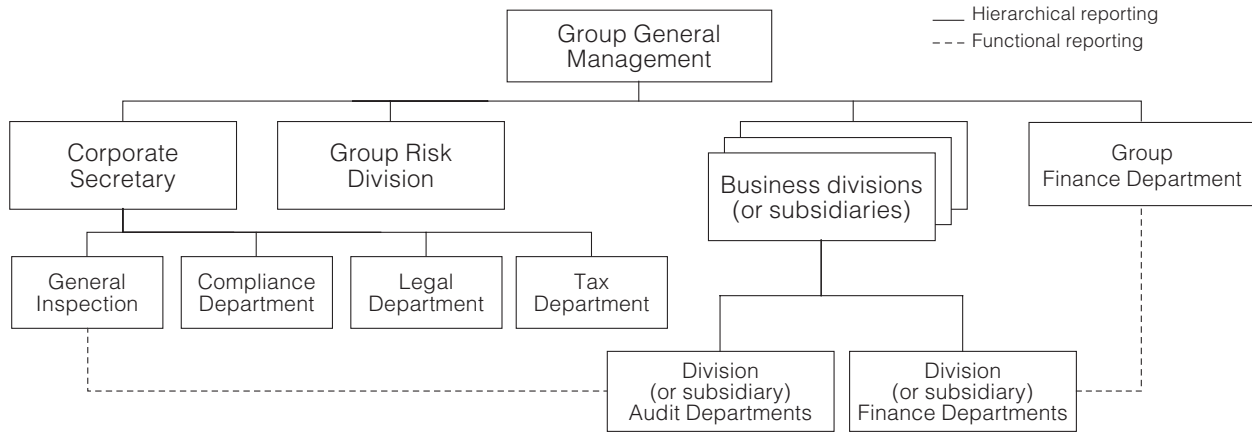 Hierarchical reporting
Functional reporting
Group General
Management
Corporate
Secretary
Group Risk
Division
Business divisions
(or subsidiaries)
Group
Finance Department
General
Inspection
Compliance
Department
Legal
Department
Tax
Department
Division
(or subsidiary)
Audit Departments
Division
(or subsidiary)
Finance Departments